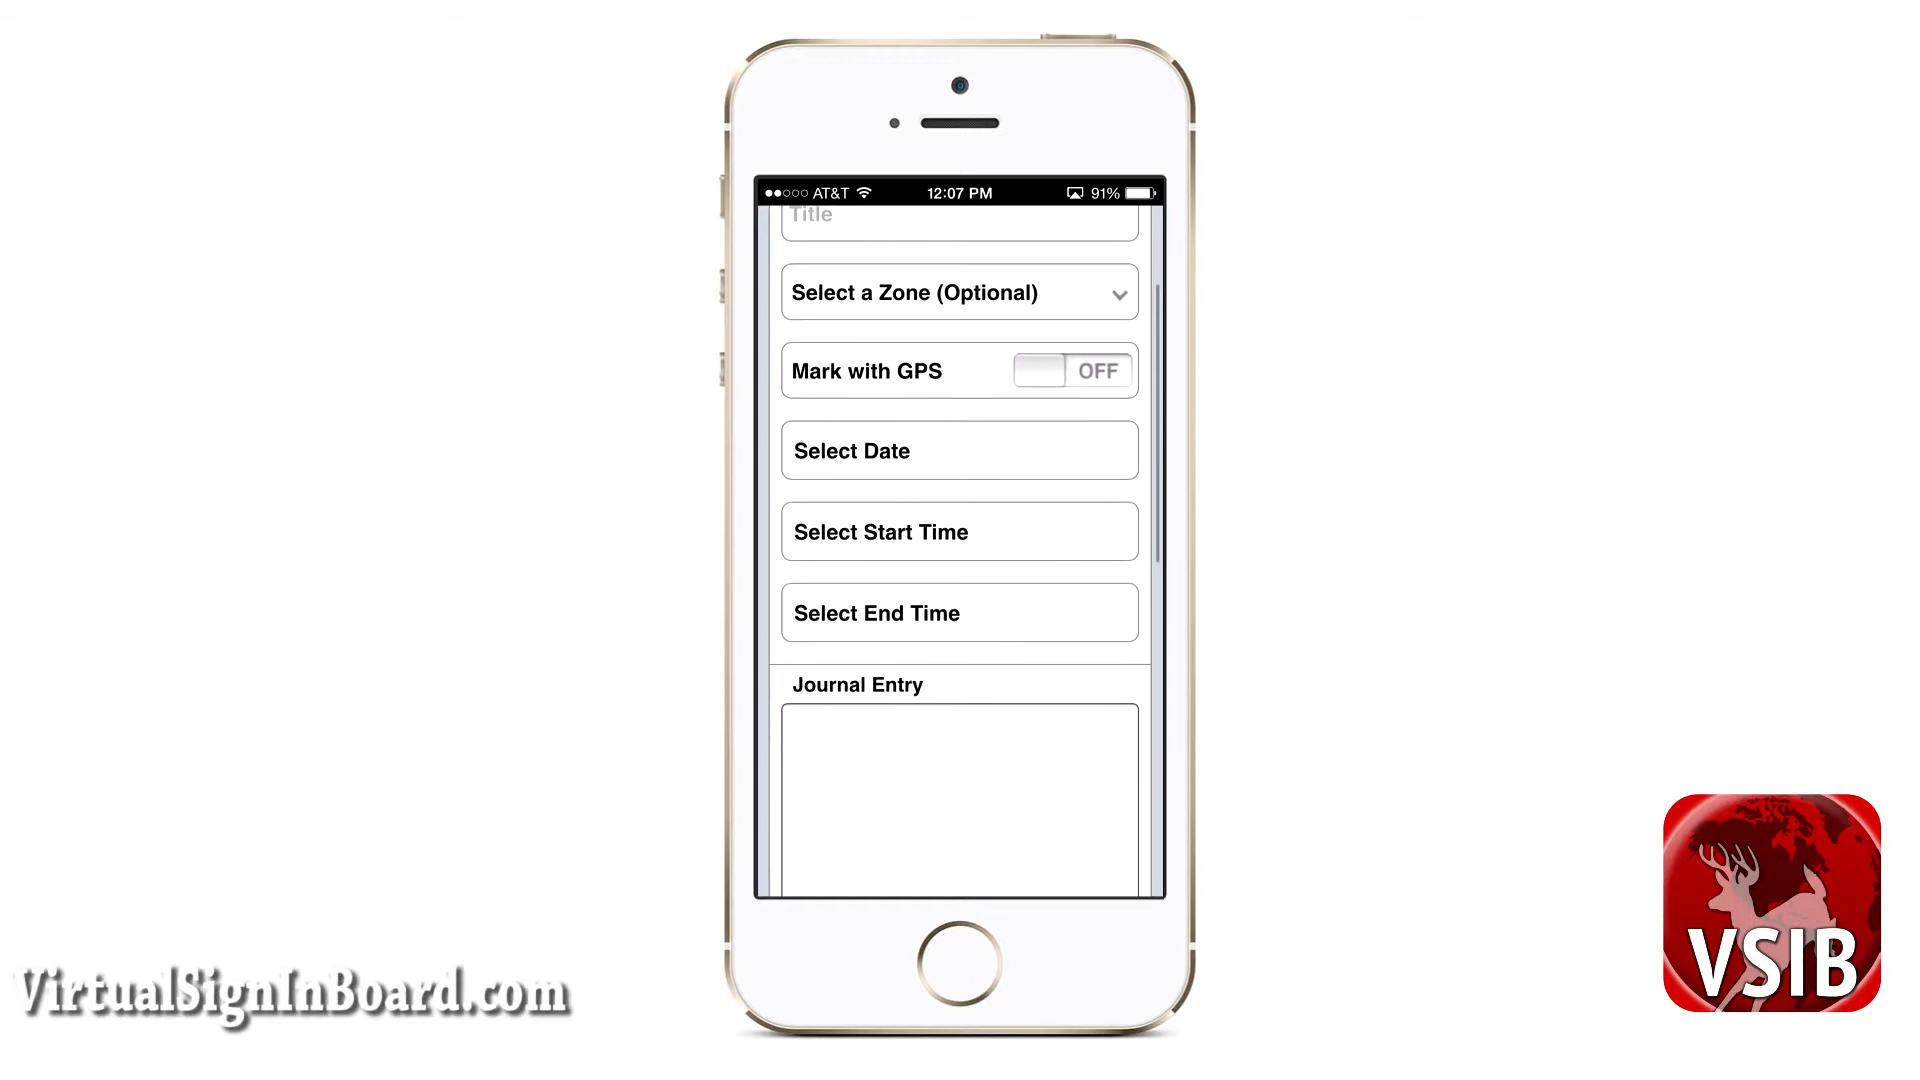 AT&T 12:07 PM 91%
Title
Select a Zone (Optional)
Mark with GPS OFF
Select Date
Select Start Time
Select End Time
Journal Entry
VirtualSignInBoard.com
VSIB